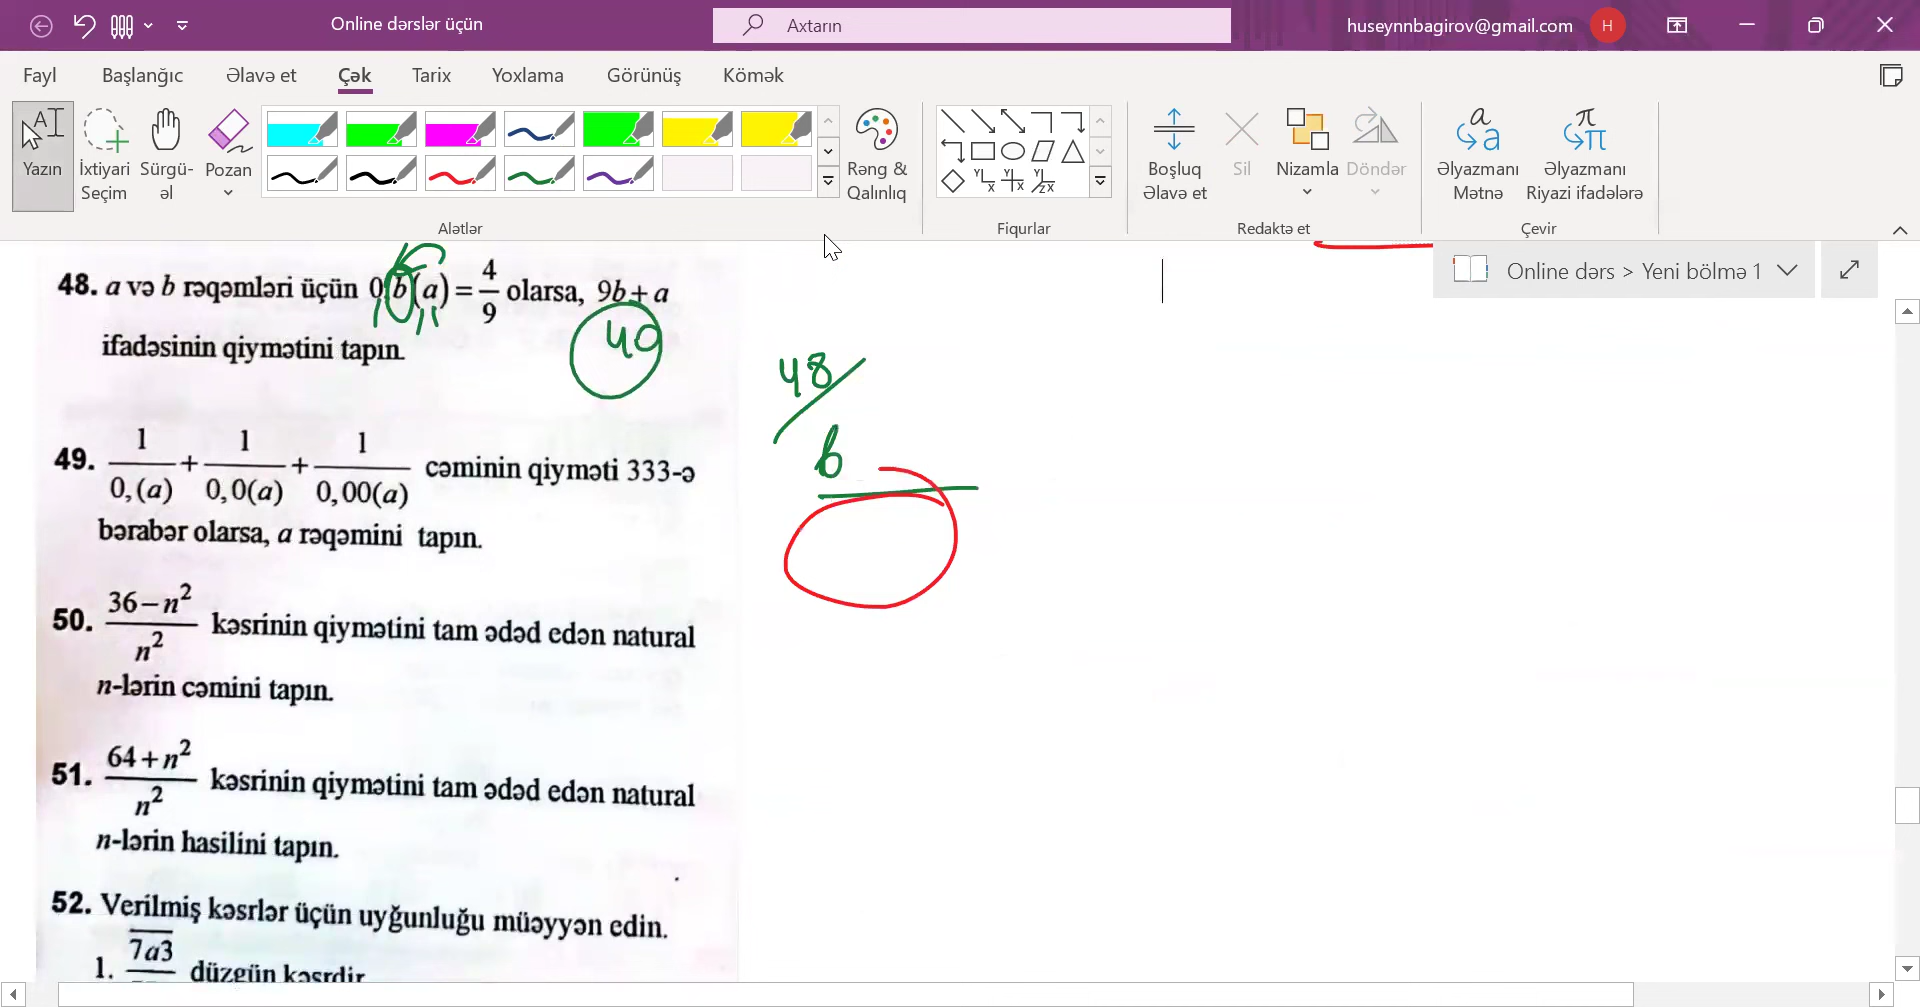 Online dərslər üçün
Axtarın
huseynnbagirov@gmail.com
H
Fayl Başlanğıc Əlavə et Çək Tarix Yoxlama Görünüş Kömək
Yazın
İxtiyari Seçim
Sürgü-əl
Pozan
Rəng & Qalınlıq
Boşluq Əlavə et
Sil
Nizamla
Döndər
Əlyazmanı Mətnə
Əlyazmanı Riyazi ifadələrə
Alətlər
Fiqurlar
Redaktə et
Çevir
Online dərs > Yeni bölmə 1
48. a və b rəqəmləri üçün 0,b(a) = 4/9 olarsa, 9b+a
ifadəsinin qiymətini tapın.
40
49. 1/0,(a) + 1/0,0(a) + 1/0,00(a) cəminin qiyməti 333-ə
bərabər olarsa, a rəqəmini tapın.
50. 36−n²/n² kəsrinin qiymətini tam ədəd edən natural
n-lərin cəmini tapın.
51. 64+n²/n² kəsrinin qiymətini tam ədəd edən natural
n-lərin hasilini tapın.
52. Verilmiş kəsrlər üçün uyğunluğu müəyyən edin.
1. 7a3 düzgün kəsrdir
48/
b